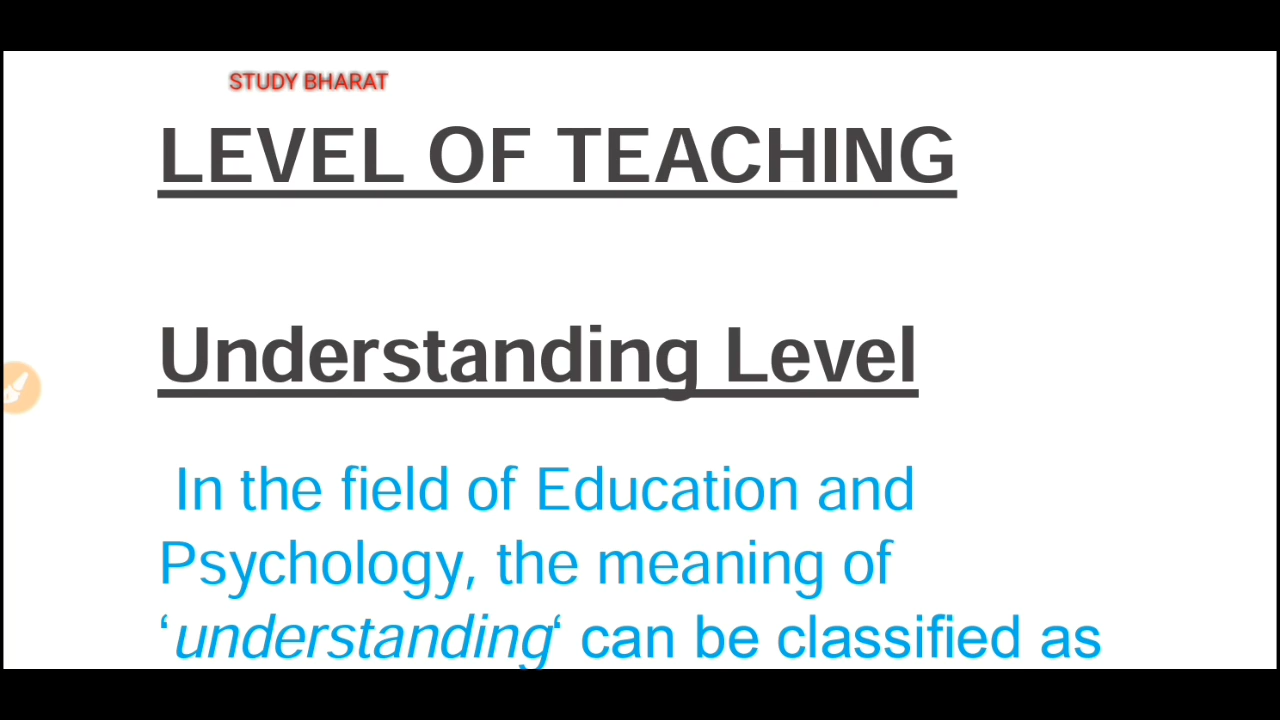 STUDY BHARAT
LEVEL OF TEACHING
Understanding Level
In the field of Education and
Psychology, the meaning of
‘understanding‘ can be classified as